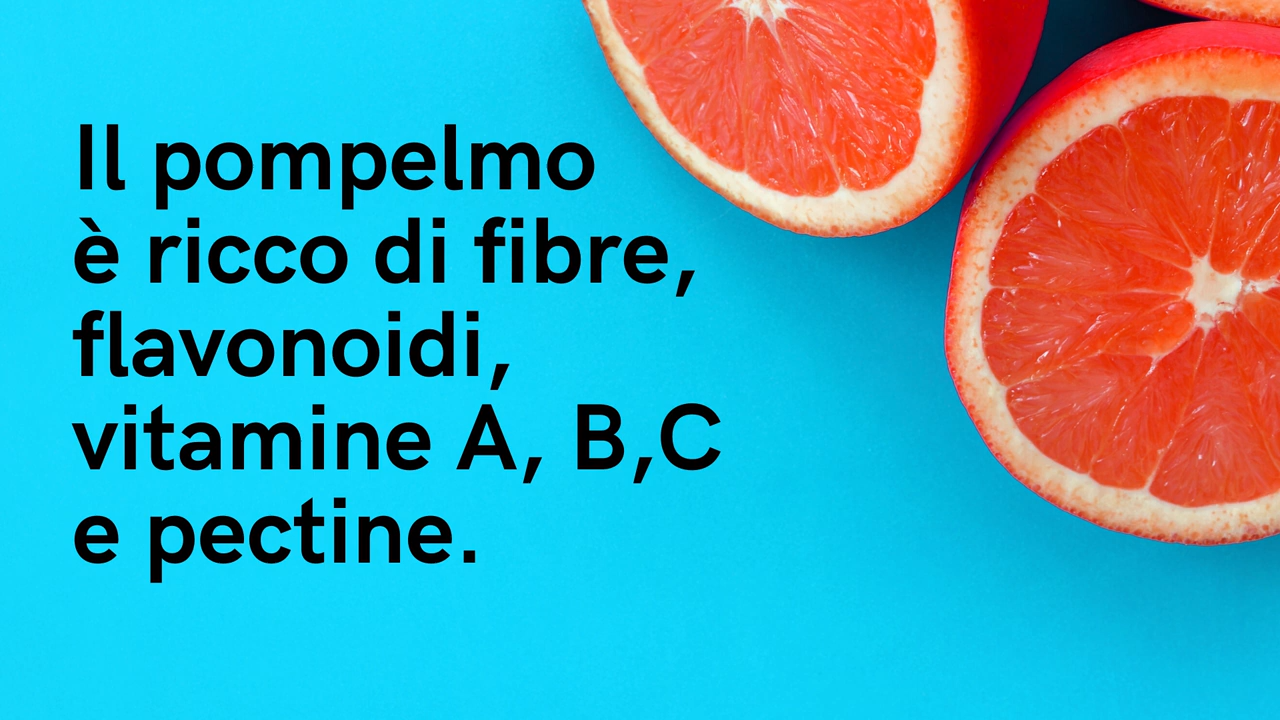 Il pompelmo
è ricco di fibre,
flavonoidi,
vitamine A, B,C
e pectine.